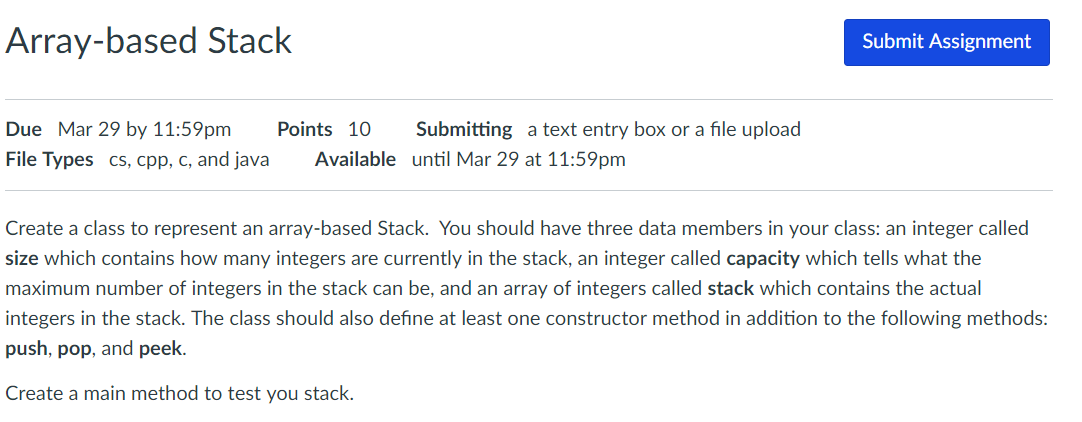 Array-based Stack
Submit Assignment
Due Mar 29 by 11:59pm Points 10 Submitting a text entry box or a file upload
File Types cs, cpp, c, and java Available until Mar 29 at 11:59pm
Create a class to represent an array-based Stack. You should have three data members in your class: an integer called
size which contains how many integers are currently in the stack, an integer called capacity which tells what the
maximum number of integers in the stack can be, and an array of integers called stack which contains the actual
integers in the stack. The class should also define at least one constructor method in addition to the following methods:
push, pop, and peek.
Create a main method to test you stack.